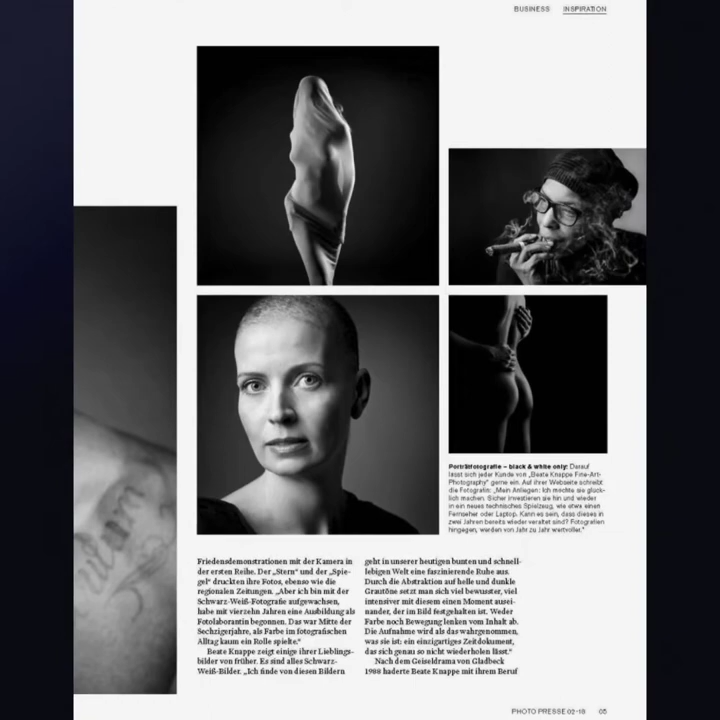 BUSINESS INSPIRATION
Porträtfotografie – black & white only: Darauf
lässt sich jeder Kunde von „Beate Knappe Fine-Art-
Photography“ gerne ein. Auf ihrer Webseite schreibt
die Fotografin: „Mein Anliegen: Ich möchte sie glück-
lich machen. Sicher investieren sie hin und wieder
in ein neues technisches Spielzeug, wie etwa einen
Fernseher oder Laptop. Kann es sein, dass dieses in
zwei Jahren bereits wieder veraltet sind? Fotografien
hingegen, werden von Jahr zu Jahr wertvoller.“
Friedensdemonstrationen mit der Kamera in
der ersten Reihe. Der „Stern“ und der „Spie-
gel“ druckten ihre Fotos, ebenso wie die
regionalen Zeitungen. „Aber ich bin mit der
Schwarz-Weiß-Fotografie aufgewachsen,
habe mit vierzehn Jahren eine Ausbildung als
Fotolaborantin begonnen. Das war Mitte der
Sechzigerjahre, als Farbe im fotografischen
Alltag kaum ein Rolle spielte.“
Beate Knappe zeigt einige ihrer Lieblings-
bilder von früher. Es sind alles Schwarz-
Weiß-Bilder. „Ich finde von diesen Bildern
geht in unserer heutigen bunten und schnell-
lebigen Welt eine faszinierende Ruhe aus.
Durch die Abstraktion auf helle und dunkle
Grautöne setzt man sich viel bewusster, viel
intensiver mit diesem einen Moment ausei-
nander, der im Bild festgehalten ist. Weder
Farbe noch Bewegung lenken vom Inhalt ab.
Die Aufnahme wird als das wahrgenommen,
was sie ist: ein einzigartiges Zeitdokument,
das sich genau so nicht wiederholen lässt.“
Nach dem Geiseldrama von Gladbeck
1988 haderte Beate Knappe mit ihrem Beruf
PHOTO PRESSE 02-18 05